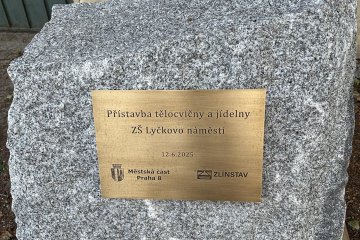 Přístavba tělocvičny a jídelny
ZŠ Lyčkovo náměstí
12.6.2025
Městská část
Praha 8
ZLINSTAV